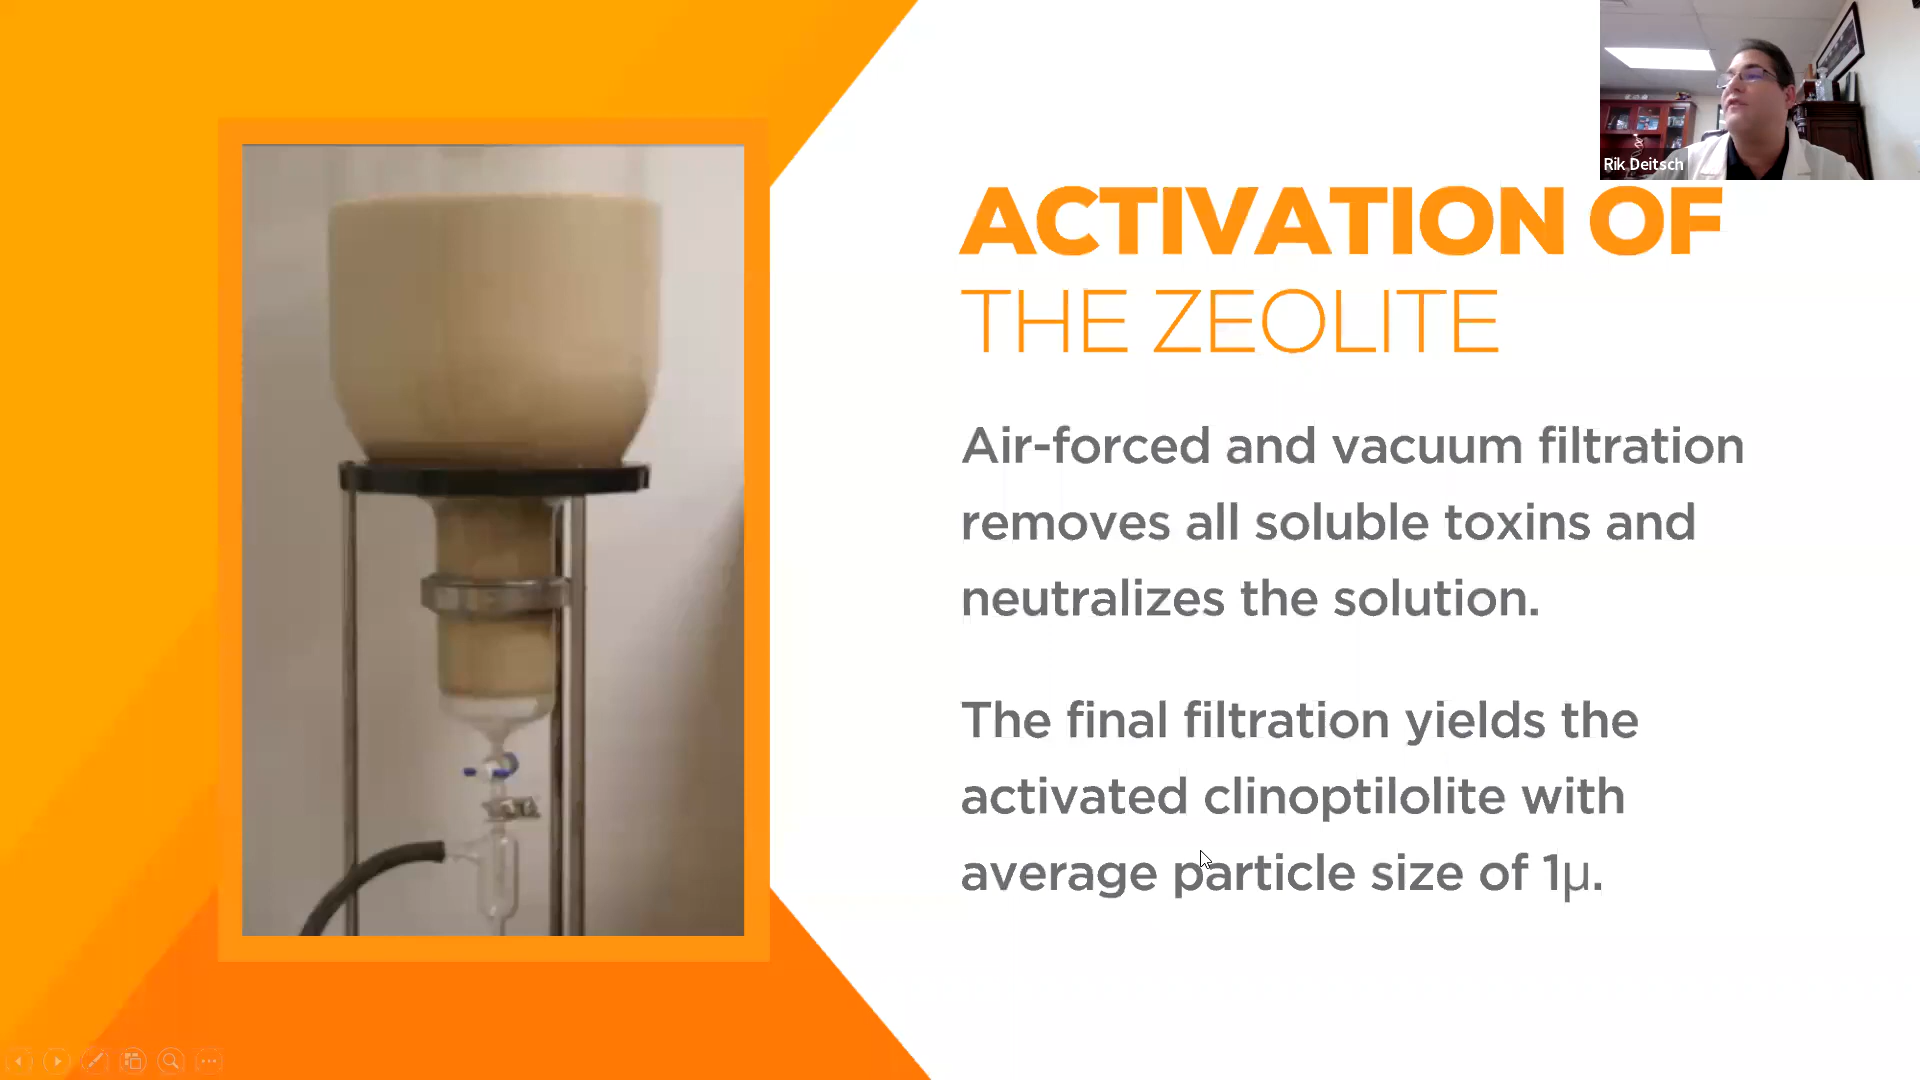 Rik Deitsch
ACTIVATION OF
THE ZEOLITE
Air-forced and vacuum filtration
removes all soluble toxins and
neutralizes the solution.
The final filtration yields the
activated clinoptilolite with
average particle size of 1µ.